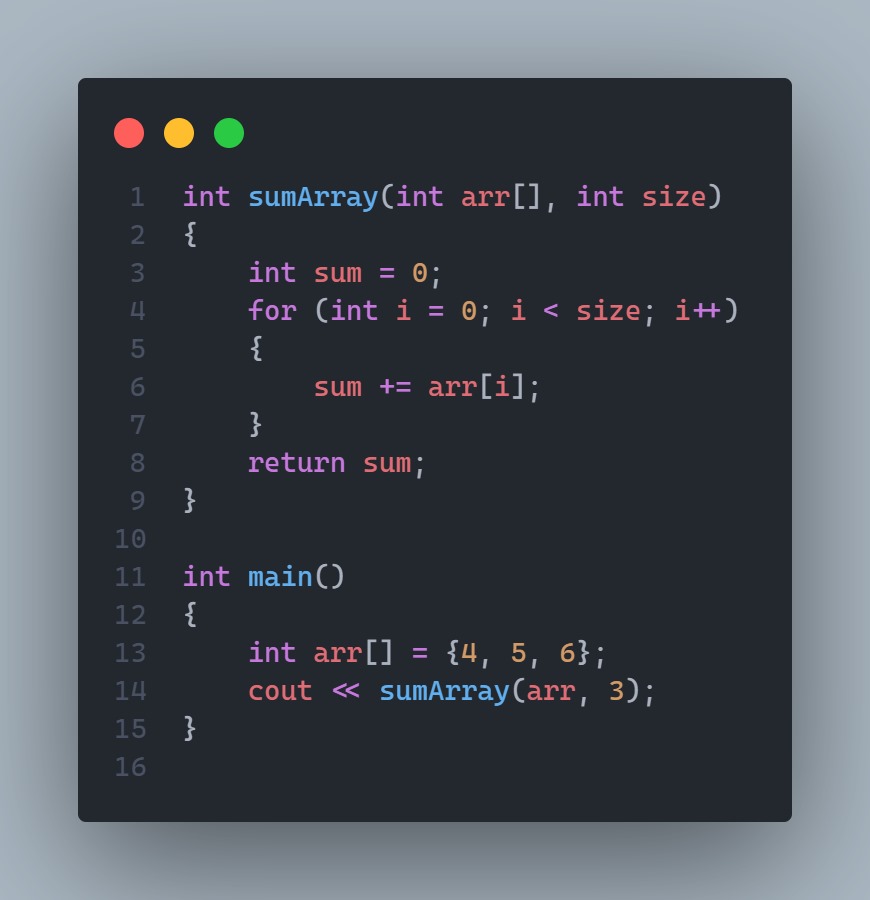 1 int sumArray(int arr[], int size)
2 {
3     int sum = 0;
4     for (int i = 0; i < size; i++)
5     {
6         sum += arr[i];
7     }
8     return sum;
9 }
10
11 int main()
12 {
13     int arr[] = {4, 5, 6};
14     cout << sumArray(arr, 3);
15 }
16